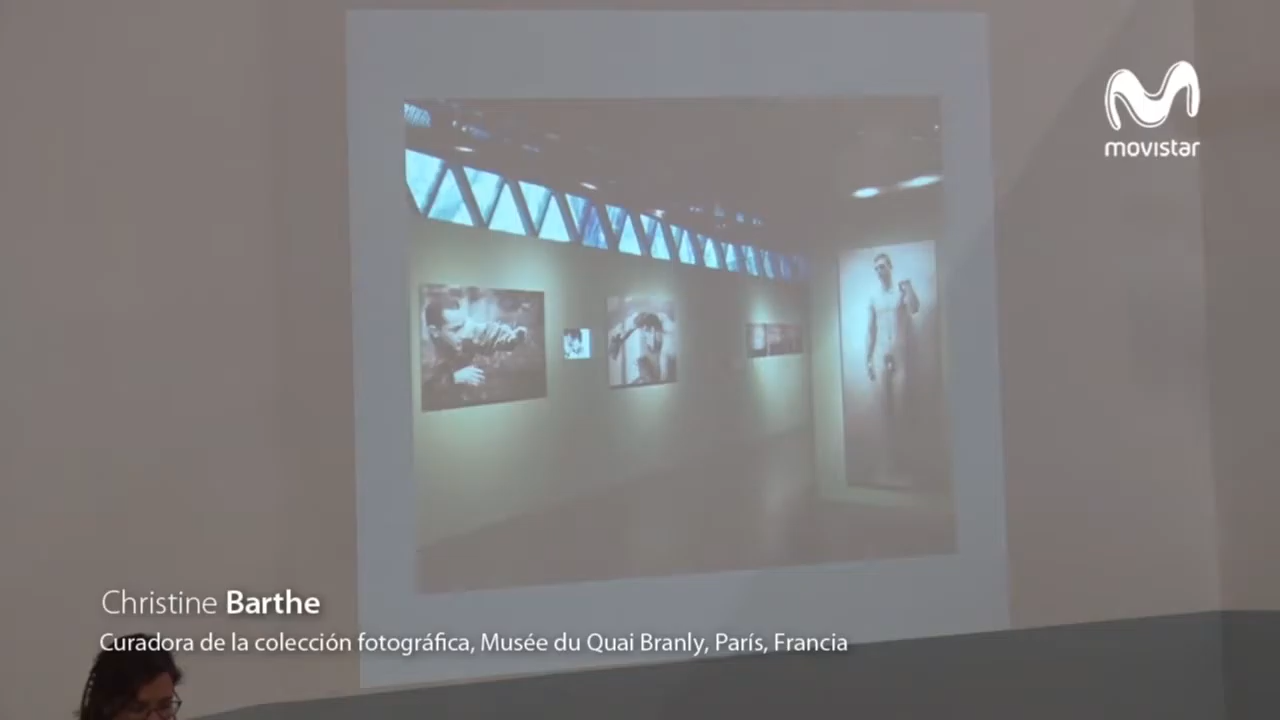 movistar
Christine Barthe
Curadora de la colección fotográfica, Musée du Quai Branly, París, Francia